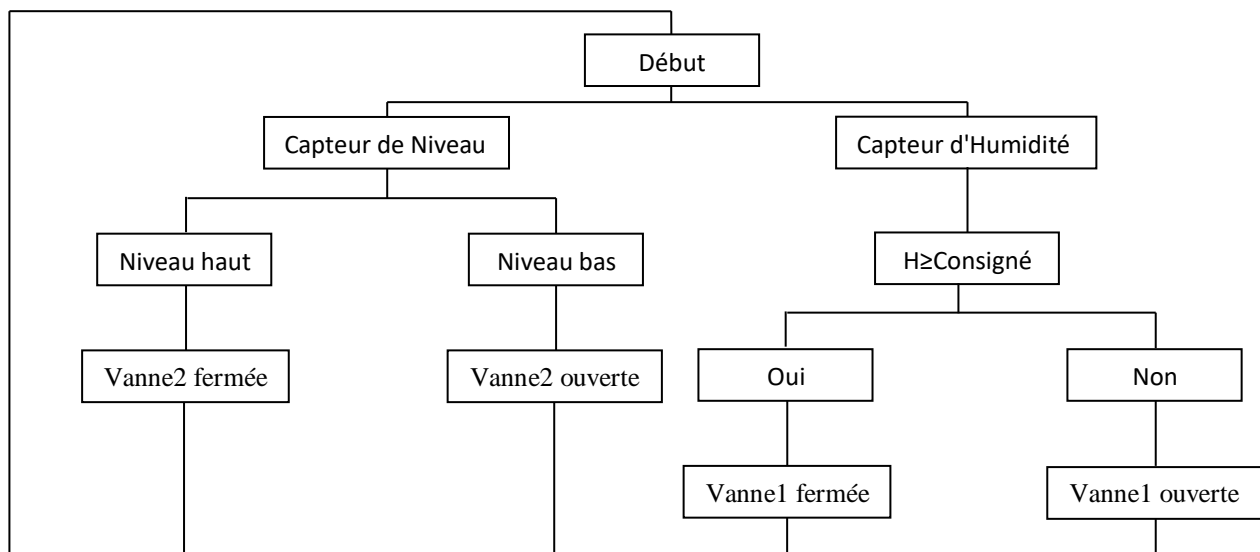 Début
Capteur de Niveau
Capteur d'Humidité
Niveau haut
Niveau bas
H≥Consigné
Vanne2 fermée
Vanne2 ouverte
Oui
Non
Vanne1 fermée
Vanne1 ouverte